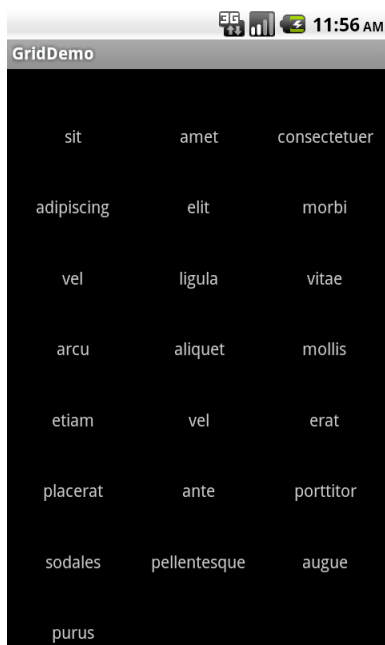 3G 11:56 AM
GridDemo
sit amet consectetuer
adipiscing elit morbi
vel ligula vitae
arcu aliquet mollis
etiam vel erat
placerat ante porttitor
sodales pellentesque augue
purus